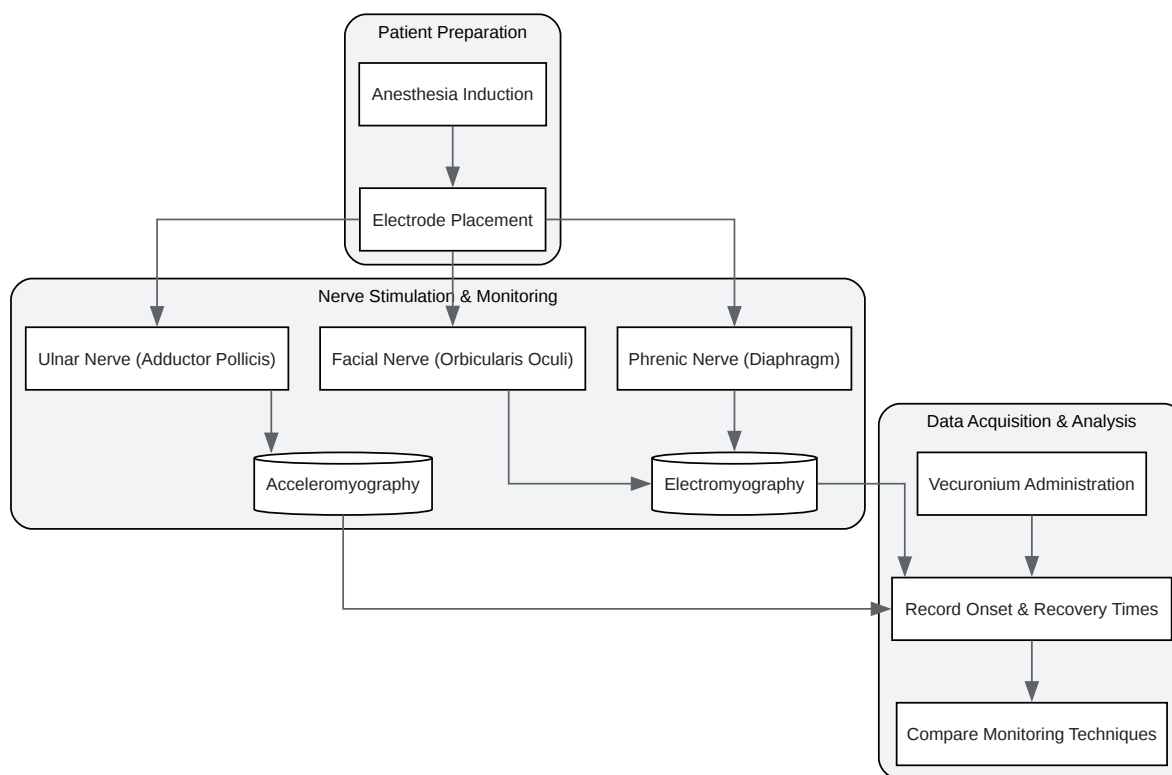 Patient Preparation
Anesthesia Induction
Electrode Placement
Nerve Stimulation & Monitoring
Ulnar Nerve (Adductor Pollicis)
Facial Nerve (Orbicularis Oculi)
Phrenic Nerve (Diaphragm)
Acceleromyography
Electromyography
Data Acquisition & Analysis
Vecuronium Administration
Record Onset & Recovery Times
Compare Monitoring Techniques